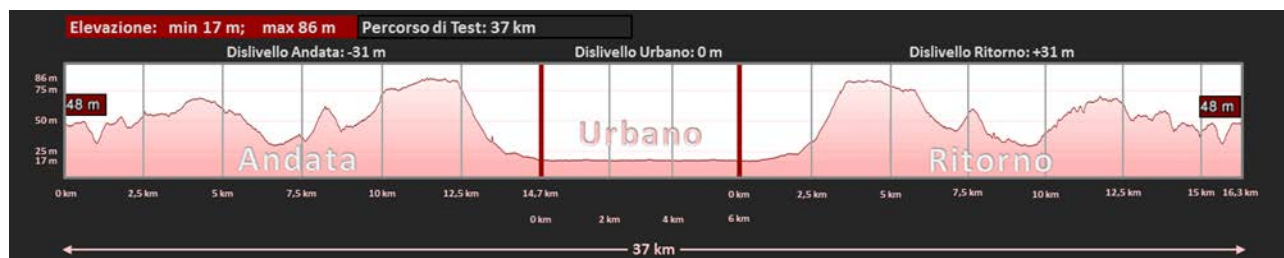 Elevazione: min 17 m; max 86 m Percorso di Test: 37 km
Dislivello Andata: -31 m Dislivello Urbano: 0 m Dislivello Ritorno: +31 m
86 m
75 m
48 m 48 m
50 m
Urbano
25 m
Andata Ritorno
17 m
0 km 2,5 km 5 km 7,5 km 10 km 12,5 km 14,7 km 0 km 2,5 km 5 km 7,5 km 10 km 12,5 km 15 km 16,3 km
0 km 2 km 4 km 6 km
37 km